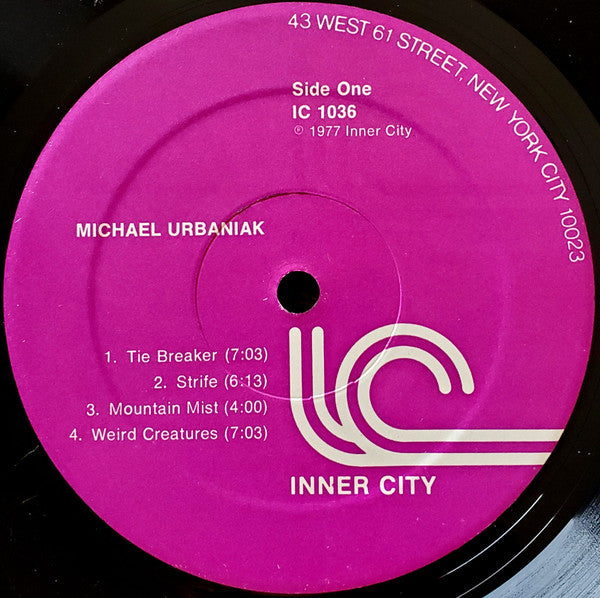 43 WEST 61 STREET, NEW YORK CITY 10023
Side One
IC 1036
℗ 1977 Inner City
MICHAEL URBANIAK
1. Tie Breaker (7:03)
2. Strife (6:13)
3. Mountain Mist (4:00)
4. Weird Creatures (7:03)
IC
INNER CITY